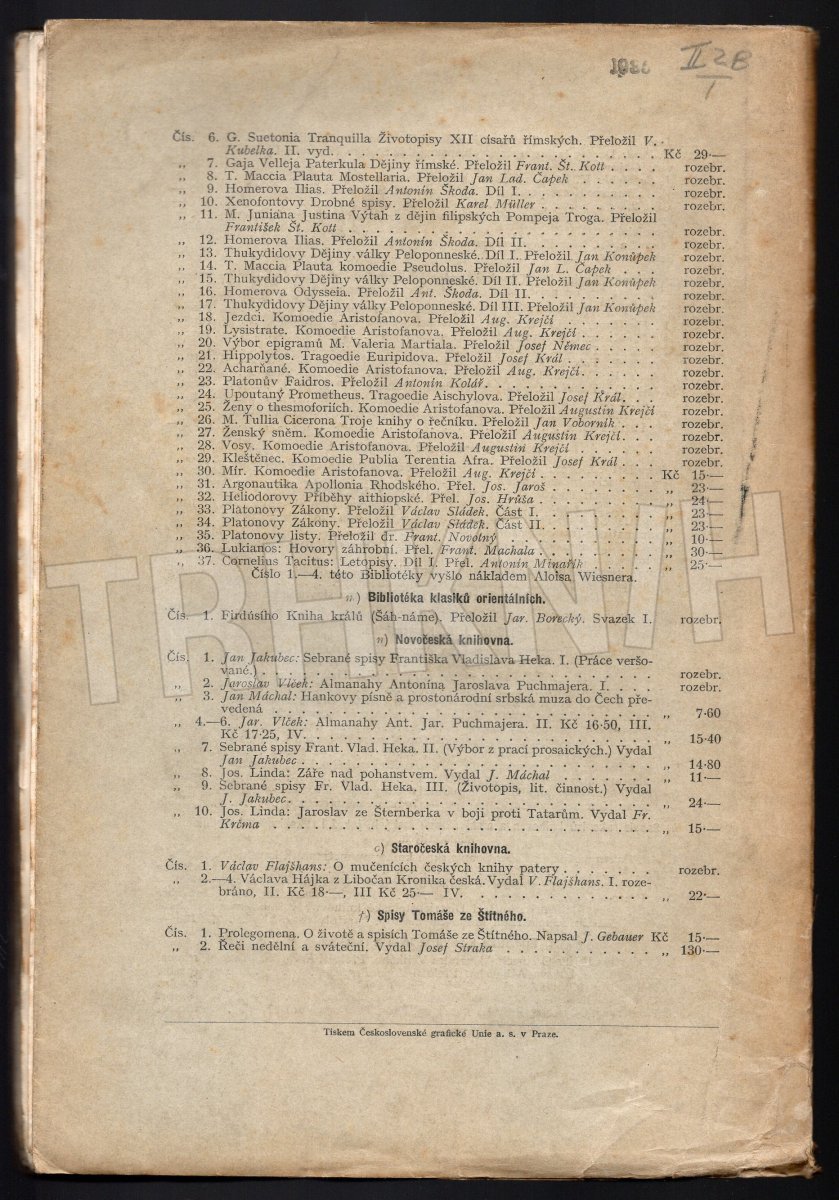 II 28
1
Čís. 6. G. Suetonia Tranquilla Životopisy XII císařů římských. Přeložil V.
Kubelka. II. vyd. . . . . . . . . . . . . . . . . . . . . Kč 29·—
„ 7. Gaja Velleja Paterkula Dějiny římské. Přeložil Frant. Št. Kott . . . . rozebr.
„ 8. T. Maccia Plauta Mostellaria. Přeložil Jan Lad. Čapek . . . . . . rozebr.
„ 9. Homerova Ilias. Přeložil Antonín Škoda. Díl I. . . . . . . . . . rozebr.
„ 10. Xenofontovy Drobné spisy. Přeložil Karel Müller . . . . . . . . rozebr.
„ 11. M. Juniana Justina Výtah z dějin filipských Pompeja Troga. Přeložil
František Št. Kott . . . . . . . . . . . . . . . . . . . . rozebr.
„ 12. Homerova Ilias. Přeložil Antonín Škoda. Díl II. . . . . . . . . . rozebr.
„ 13. Thukydidovy Dějiny války Peloponneské. Díl I. Přeložil Jan Konůpek rozebr.
„ 14. T. Maccia Plauta komoedie Pseudolus. Přeložil Jan L. Čapek . . . rozebr.
„ 15. Thukydidovy Dějiny války Peloponneské. Díl II. Přeložil Jan Konůpek rozebr.
„ 16. Homerova Odysseia. Přeložil Ant. Škoda. Díl II. . . . . . . . . . rozebr.
„ 17. Thukydidovy Dějiny války Peloponneské. Díl III. Přeložil Jan Konůpek rozebr.
„ 18. Jezdci. Komoedie Aristofanova. Přeložil Aug. Krejčí . . . . . . . rozebr.
„ 19. Lysistrate. Komoedie Aristofanova. Přeložil Aug. Krejčí . . . . . . rozebr.
„ 20. Výbor epigramů M. Valeria Martiala. Přeložil Josef Němec . . . . . rozebr.
„ 21. Hippolytos. Tragoedie Euripidova. Přeložil Josef Král . . . . . . . rozebr.
„ 22. Acharňané. Komoedie Aristofanova. Přeložil Aug. Krejčí. . . . . . rozebr.
„ 23. Platonův Faidros. Přeložil Antonín Kolář. . . . . . . . . . . . . rozebr.
„ 24. Upoutaný Prometheus. Tragoedie Aischylova. Přeložil Josef Král. . . rozebr.
„ 25. Ženy o thesmoforiích. Komoedie Aristofanova. Přeložil Augustin Krejčí rozebr.
„ 26. M. Tullia Cicerona Troje knihy o řečníku. Přeložil Jan Voborník . . . rozebr.
„ 27. Ženský sněm. Komoedie Aristofanova. Přeložil Augustin Krejčí. . . . rozebr.
„ 28. Vosy. Komoedie Aristofanova. Přeložil Augustin Krejčí . . . . . . rozebr.
„ 29. Kleštěnec. Komoedie Publia Terentia Afra. Přeložil Josef Král . . . rozebr.
„ 30. Mír. Komoedie Aristofanova. Přeložil Aug. Krejčí . . . . . . . . Kč 15·—
„ 31. Argonautika Apollonia Rhodského. Přel. Jos. Jaroš . . . . . . . . „ 23·—
„ 32. Heliodorovy Příběhy aithiopské. Přel. Jos. Hrůša . . . . . . . . . „ 24·—
„ 33. Platonovy Zákony. Přeložil Václav Sládek. Část I. . . . . . . . . „ 23·—
„ 34. Platonovy Zákony. Přeložil Václav Sládek. Část II. . . . . . . . . „ 23·—
„ 35. Platonovy listy. Přeložil dr. Frant. Novotný . . . . . . . . . . . „ 10·—
„ 36. Lukianos: Hovory záhrobní. Přel. Frant. Machala . . . . . . . . . „ 30·—
„ 37. Cornelius Tacitus: Letopisy. Díl I. Přel. Antonín Minařík . . . . . . „ 25·—
Číslo 1.—4. této Bibliotéky vyšlo nákladem Aloisa Wiesnera.
m) Bibliotéka klasiků orientálních.
Čís. 1. Firdúsího Kniha králů (Šáh-náme). Přeložil Jar. Borecký. Svazek I. rozebr.
n) Novočeská knihovna.
Čís. 1. Jan Jakubec: Sebrané spisy Františka Vladislava Heka. I. (Práce veršo-
vané.) . . . . . . . . . . . . . . . . . . . . . . . . rozebr.
„ 2. Jaroslav Vlček: Almanahy Antonína Jaroslava Puchmajera. I. . . . rozebr.
„ 3. Jan Máchal: Hankovy písně a prostonárodní srbská muza do Čech pře-
vedená . . . . . . . . . . . . . . . . . . . . . . . „ 7·60
„ 4.—6. Jar. Vlček: Almanahy Ant. Jar. Puchmajera. II. Kč 16·50, III.
Kč 17·25, IV. . . . . . . . . . . . . . . . . . . . . . „ 15·40
„ 7. Sebrané spisy Frant. Vlad. Heka. II. (Výbor z prací prosaických.) Vydal
Jan Jakubec . . . . . . . . . . . . . . . . . . . . . „ 14·80
„ 8. Jos. Linda: Záře nad pohanstvem. Vydal J. Máchal . . . . . . . „ 11·—
„ 9. Sebrané spisy Fr. Vlad. Heka. III. (Životopis, lit. činnost.) Vydal
J. Jakubec. . . . . . . . . . . . . . . . . . . . . . . „ 24·—
„ 10. Jos. Linda: Jaroslav ze Šternberka v boji proti Tatarům. Vydal Fr.
Krčma . . . . . . . . . . . . . . . . . . . . . . . . „ 15·—
o) Staročeská knihovna.
Čís. 1. Václav Flajšhans: O mučenících českých knihy patery . . . . . . . rozebr.
„ 2.—4. Václava Hájka z Libočan Kronika česká. Vydal V. Flajšhans. I. roze-
bráno, II. Kč 18·—, III Kč 25·— IV. . . . . . . . . . . . . „ 22·—
p) Spisy Tomáše ze Štítného.
Čís. 1. Prolegomena. O životě a spisích Tomáše ze Štítného. Napsal J. Gebauer Kč 15·—
„ 2. Řeči nedělní a sváteční. Vydal Josef Straka . . . . . . . . . . . „ 130·—
Tiskem Československé grafické Unie a. s. v Praze.